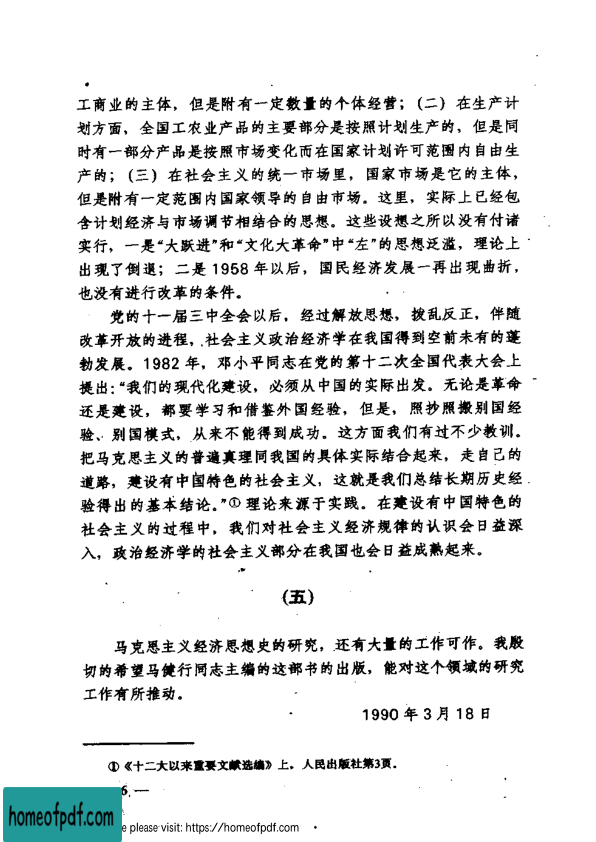 工商业的主体，但是附有一定数量的个体经营；（二）在生产计
划方面，全国工农业产品的主要部分是按照计划生产的，但是同
时有一部分产品是按照市场变化而在国家计划许可范围内自由生
产的；（三）在社会主义的统一市场里，国家市场是它的主体，
但是附有一定范围内国家领导的自由市场。这里，实际上已经包
含计划经济与市场调节相结合的思想。这些设想之所以没有付诸
实行，一是“大跃进”和“文化大革命”中“左”的思想泛滥，理论上
出现了倒退；二是1958年以后，国民经济发展一再出现曲折，
也没有进行改革的条件。
党的十一届三中全会以后，经过解放思想，拨乱反正，伴随
改革开放的进程，社会主义政治经济学在我国得到空前未有的蓬
勃发展。1982年，邓小平同志在党的第十二次全国代表大会上
提出：“我们的现代化建设，必须从中国的实际出发。无论是革命
还是建设，都要学习和借鉴外国经验，但是，照抄照搬别国经
验、别国模式，从来不能得到成功。这方面我们有过不少教训。
把马克思主义的普遍真理同我国的具体实际结合起来，走自己的
道路，建设有中国特色的社会主义，这就是我们总结长期历史经
验得出的基本结论。”①理论来源于实践。在建设有中国特色的
社会主义的过程中，我们对社会主义经济规律的认识会日益深
入，政治经济学的社会主义部分在我国也会日益成熟起来。
（五）
马克思主义经济思想史的研究，还有大量的工作可作。我殷
切的希望马健行同志主编的这部书的出版，能对这个领域的研究
工作有所推动。
1990年3月18日
①《十二大以来重要文献选编》上，人民出版社第3页。
6 —
homeofpdf.com
please visit: https://homeofpdf.com